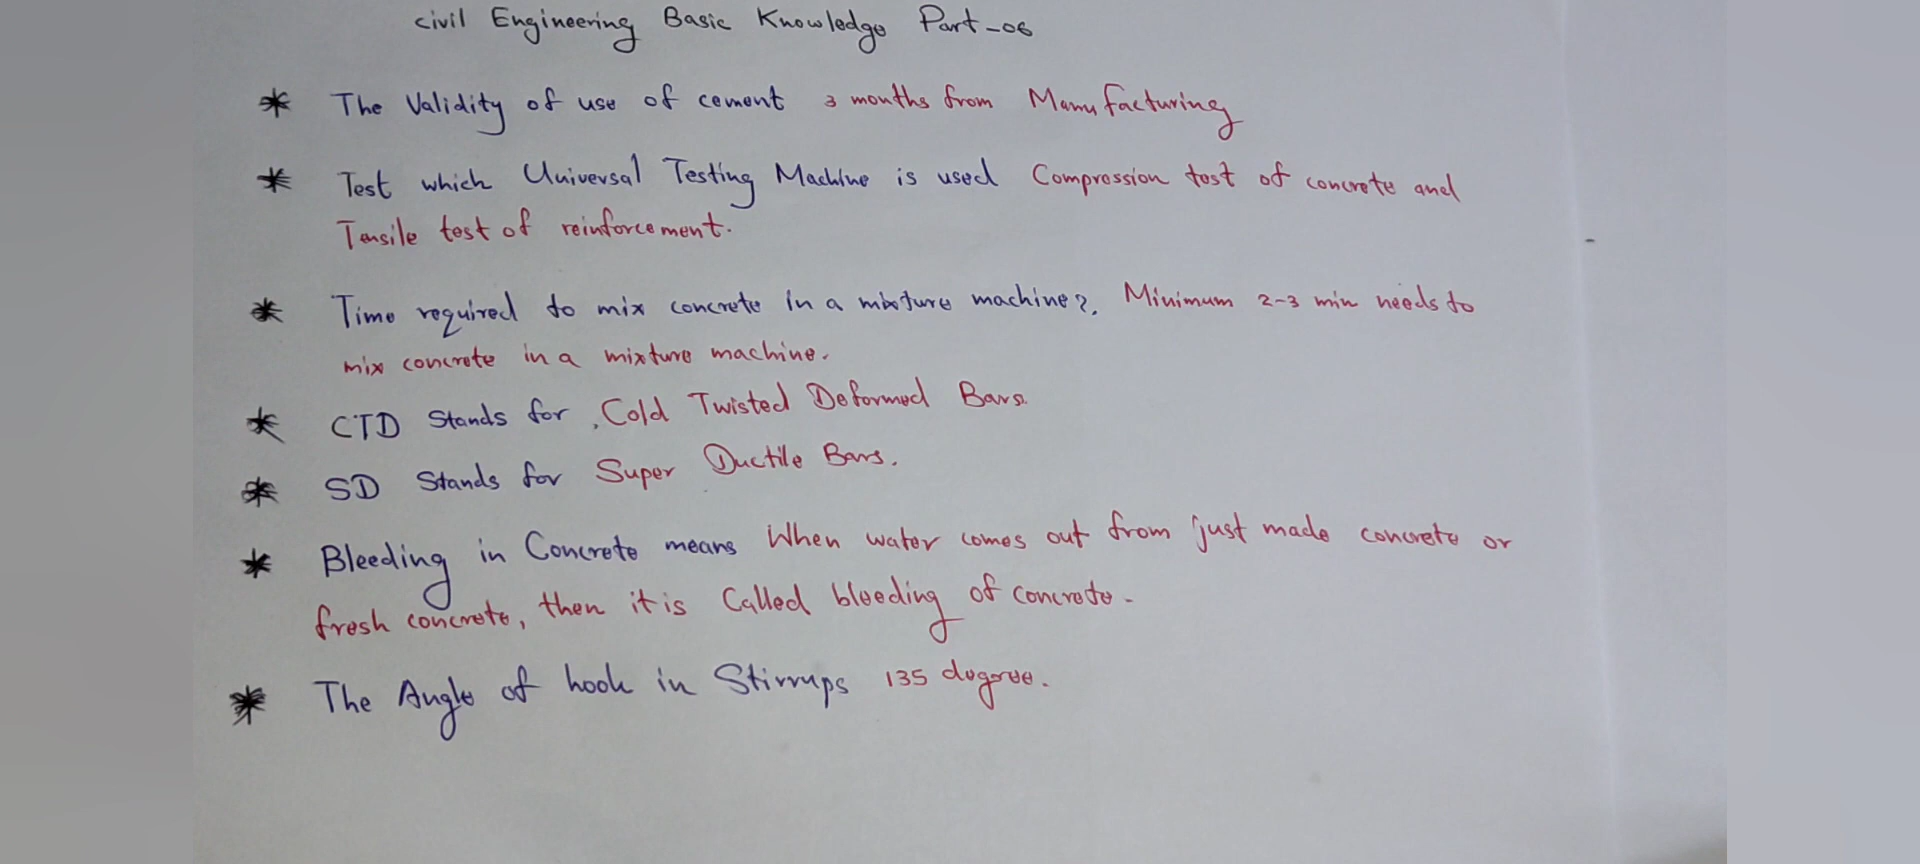 Civil Engineering Basic Knowledge Part-06
* The Validity of use of cement 3 months from Manufacturing
* Test which Universal Testing Machine is used Compression test of concrete and
Tensile test of reinforcement.
* Time required to mix concrete in a mixture machine?. Minimum 2-3 min needs to
mix concrete in a mixture machine.
* CTD Stands for Cold Twisted Deformed Bars.
* SD Stands for Super Ductile Bars.
* Bleeding in Concrete means When water comes out from just made concrete or
fresh concrete, then it is Called bleeding of concrete.
* The Angle of hook in Stirrups 135 degree.